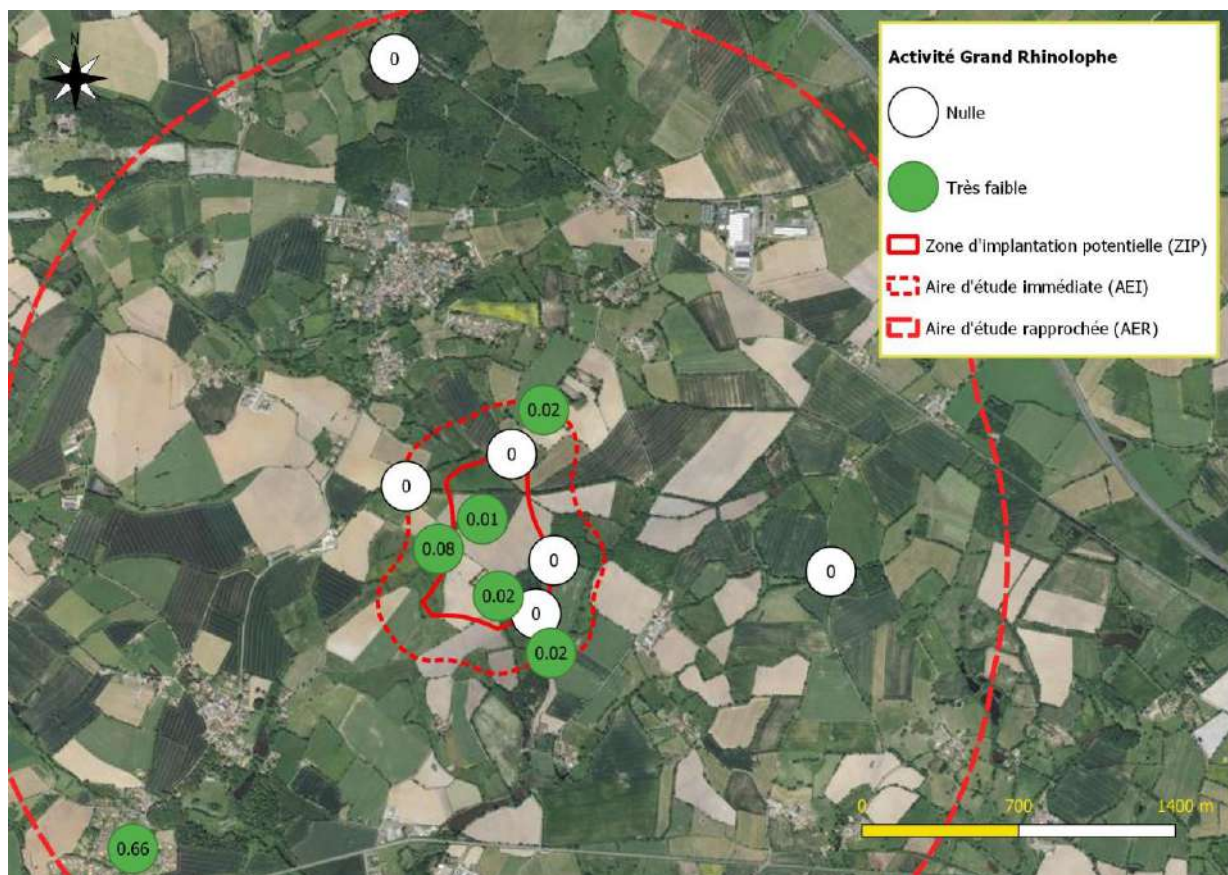 N
0
Activité Grand Rhinolophe
Nulle
Très faible
Zone d'implantation potentielle (ZIP)
Aire d'étude immédiate (AEI)
Aire d'étude rapprochée (AER)
0.02
0
0
0.01
0.08
0
0
0.02
0
0.02
0.66
0 700 1400 m